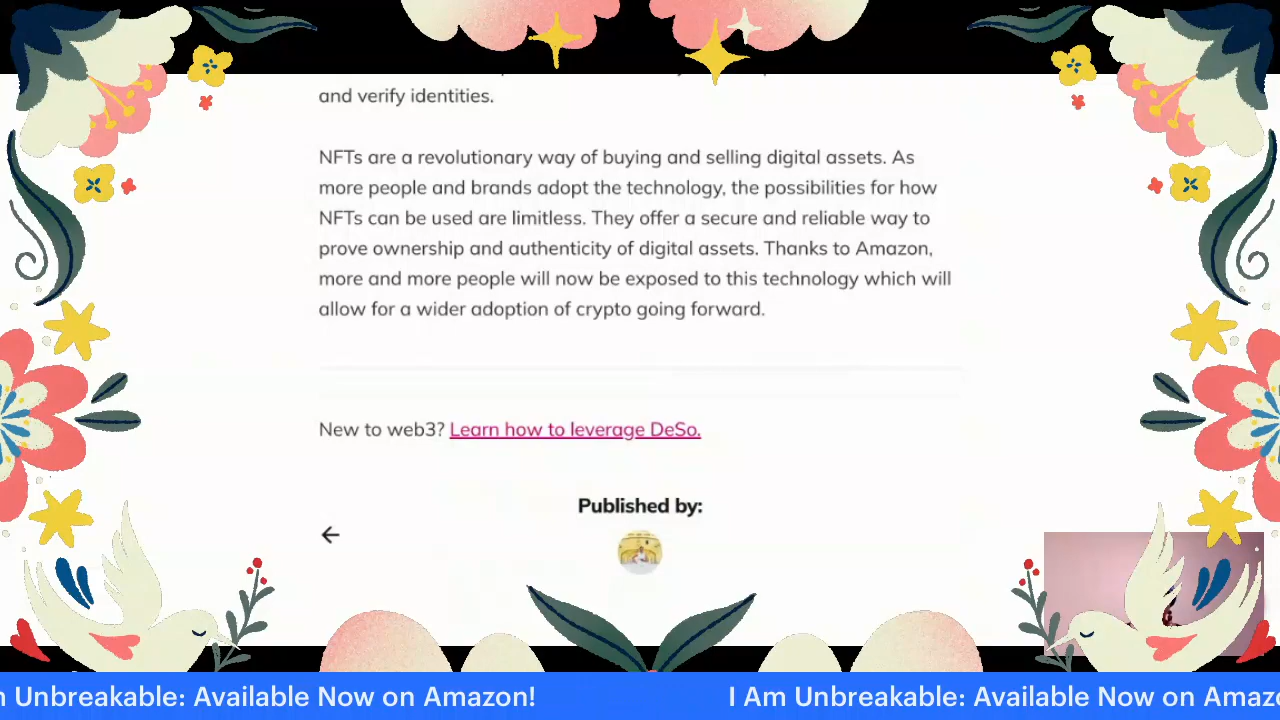 and verify identities.
NFTs are a revolutionary way of buying and selling digital assets. As
more people and brands adopt the technology, the possibilities for how
NFTs can be used are limitless. They offer a secure and reliable way to
prove ownership and authenticity of digital assets. Thanks to Amazon,
more and more people will now be exposed to this technology which will
allow for a wider adoption of crypto going forward.
New to web3? Learn how to leverage DeSo.
Published by:
Unbreakable: Available Now on Amazon! I Am Unbreakable: Available Now on